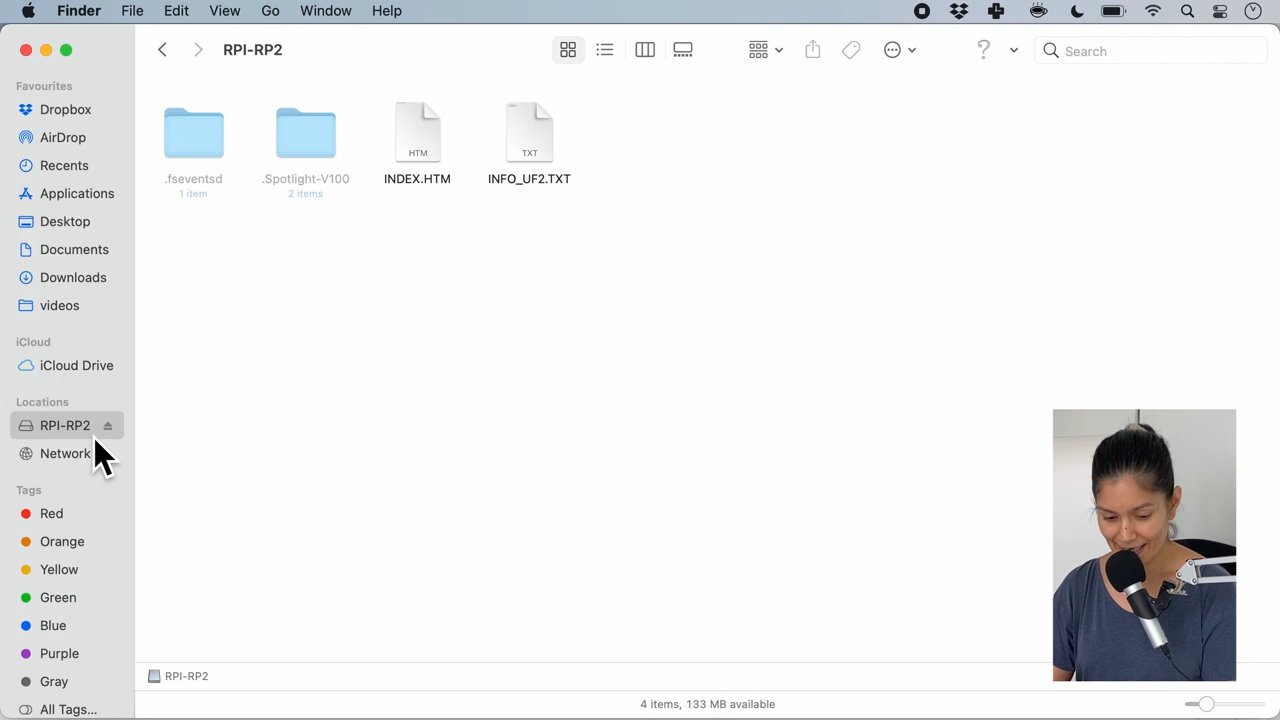 Finder File Edit View Go Window Help
RPI-RP2
Search
Favourites
Dropbox
AirDrop
Recents
Applications
Desktop
Documents
Downloads
videos
iCloud
iCloud Drive
Locations
RPI-RP2
Network
Tags
Red
Orange
Yellow
Green
Blue
Purple
Gray
All Tags...
.fseventsd
1 item
.Spotlight-V100
2 items
HTM
INDEX.HTM
TXT
INFO_UF2.TXT
RPI-RP2
4 items, 133 MB available